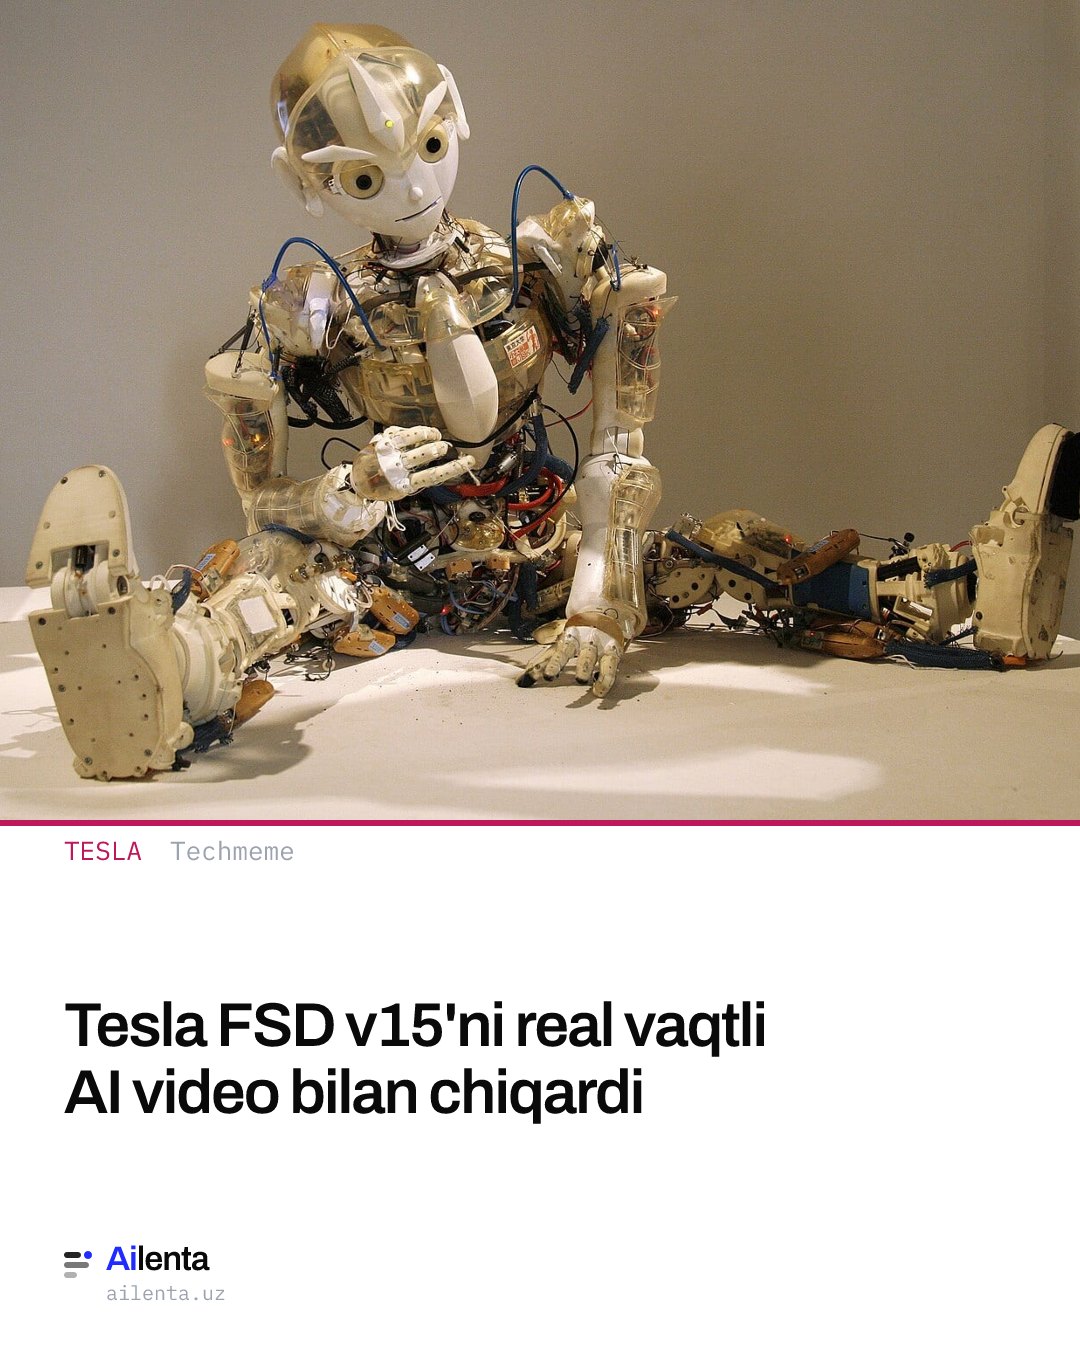 TESLA Techmeme
Tesla FSD v15'ni real vaqtli
AI video bilan chiqardi
Ailenta
ailenta.uz